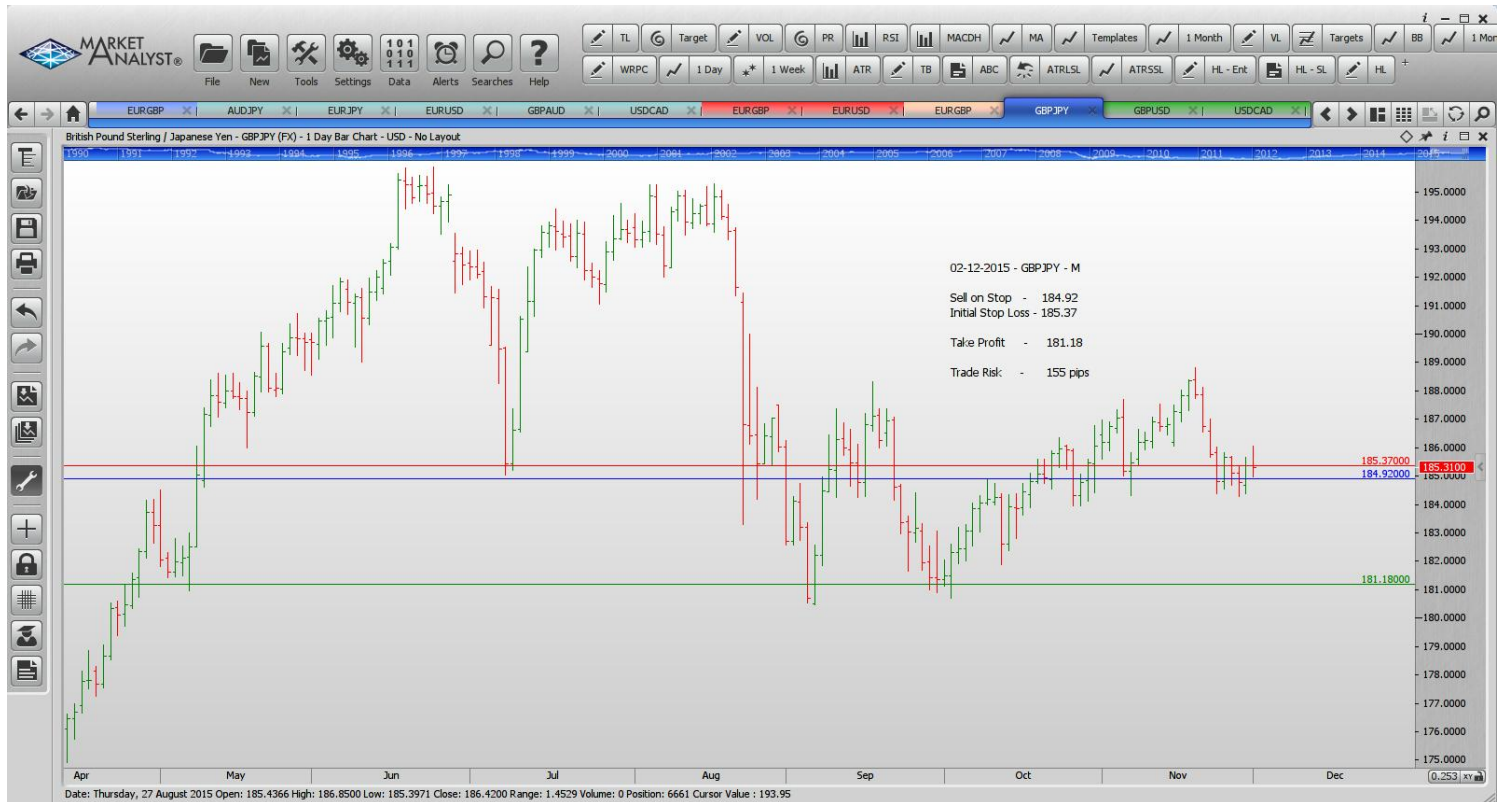 MARKET ANALYST®
File New Tools Settings Data Alerts Searches Help
TL Target VOL PR RSI MACDH MA Templates 1 Month VL Targets BB 1 Mor
WRPC 1 Day 1 Week ATR TB ABC ATRLSL ATRSSL HL - Ent HL - SL HL +
EURGBP AUDJPY EURJPY EURUSD GBPAUD USDCAD EURGBP EURUSD EURGBP GBPJPY GBPUSD USDCAD
British Pound Sterling / Japanese Yen - GBPJPY (FX) - 1 Day Bar Chart - USD - No Layout
1990 1991 1992 1993 1994 1995 1996 1997 1998 1999 2000 2001 2002 2003 2004 2005 2006 2007 2008 2009 2010 2011 2012 2013 2014 2015
195.0000
194.0000
193.0000
02-12-2015 - GBPJPY - M
192.0000
Sell on Stop - 184.92
191.0000
Initial Stop Loss - 185.37
190.0000
Take Profit - 181.18
189.0000
Trade Risk - 155 pips
188.0000
187.0000
186.0000
185.37000
185.3100
184.92000
185.0000
184.0000
183.0000
182.0000
181.18000
181.0000
180.0000
179.0000
178.0000
177.0000
176.0000
175.0000
Apr May Jun Jul Aug Sep Oct Nov Dec
0.253 XY
Date: Thursday, 27 August 2015 Open: 185.4366 High: 186.8500 Low: 185.3971 Close: 186.4200 Range: 1.4529 Volume: 0 Position: 6661 Cursor Value : 193.95